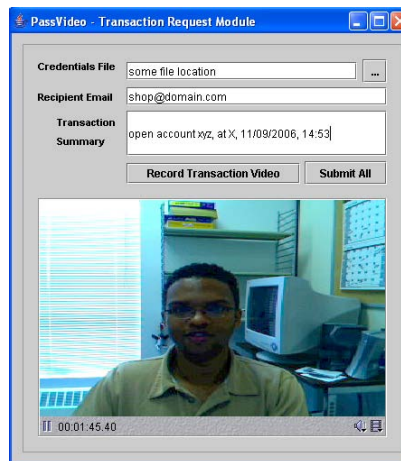 PassVideo - Transaction Request Module
Credentials File
some file location
...
Recipient Email
shop@domain.com
Transaction
Summary
open account xyz, at X, 11/09/2006, 14:53
Record Transaction Video
Submit All
00:01:45.40